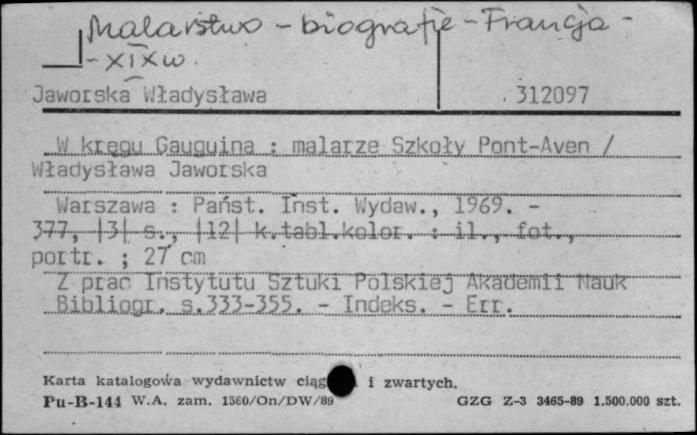 Malarstwo - biografie - Francja -
- XIX w.
Jaworska Władysława 312097
W kręgu Gauguina : malarze Szkoły Pont-Aven /
Władysława Jaworska
Warszawa : Państ. Inst. Wydaw., 1969. -
377, |3| s., |12| k.tabl.kolor. : il., fot.,
portr. ; 27 cm
Z prac Instytutu Sztuki Polskiej Akademii Nauk
Bibliogr. s.333-355. - Indeks. - Err.
Karta katalogowa wydawnictw ciąg i zwartych.
Pu-B-144 W.A. zam. 1560/On/DW/89 GZG Z-3 3465-89 1.500.000 szt.